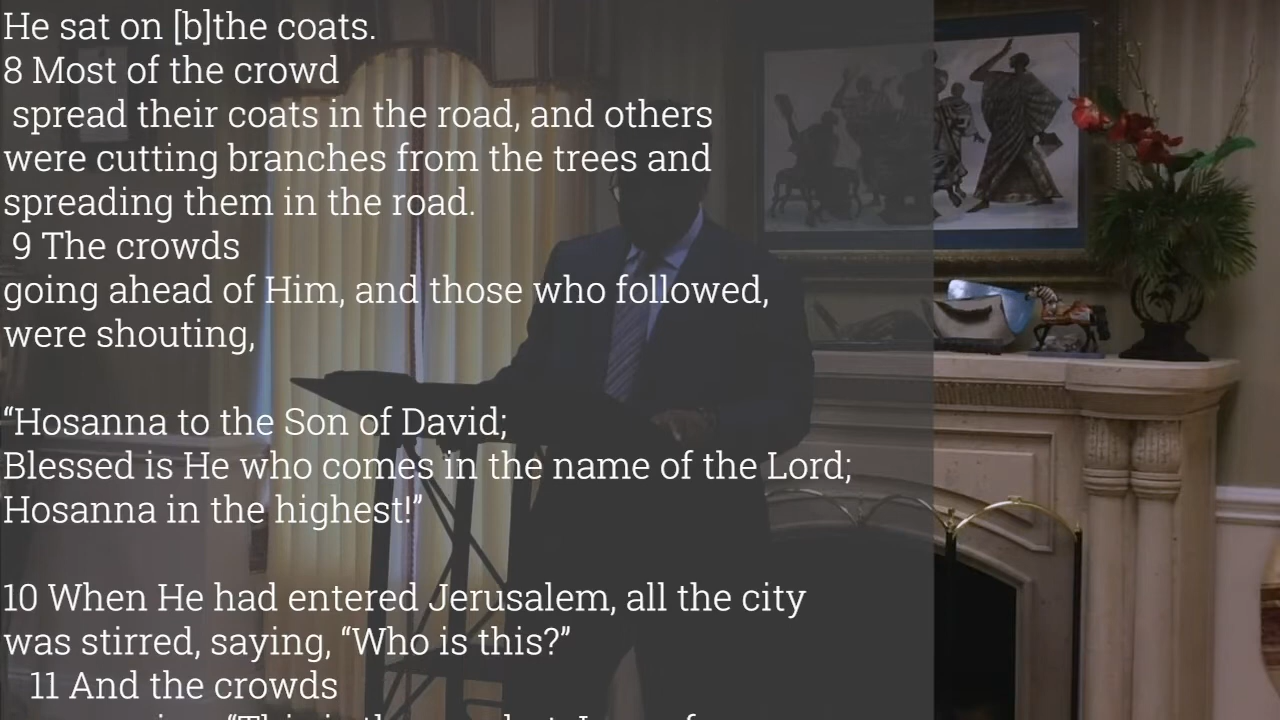 He sat on [b]the coats.
8 Most of the crowd
spread their coats in the road, and others
were cutting branches from the trees and
spreading them in the road.
9 The crowds
going ahead of Him, and those who followed,
were shouting,
“Hosanna to the Son of David;
Blessed is He who comes in the name of the Lord;
Hosanna in the highest!”
10 When He had entered Jerusalem, all the city
was stirred, saying, “Who is this?”
11 And the crowds